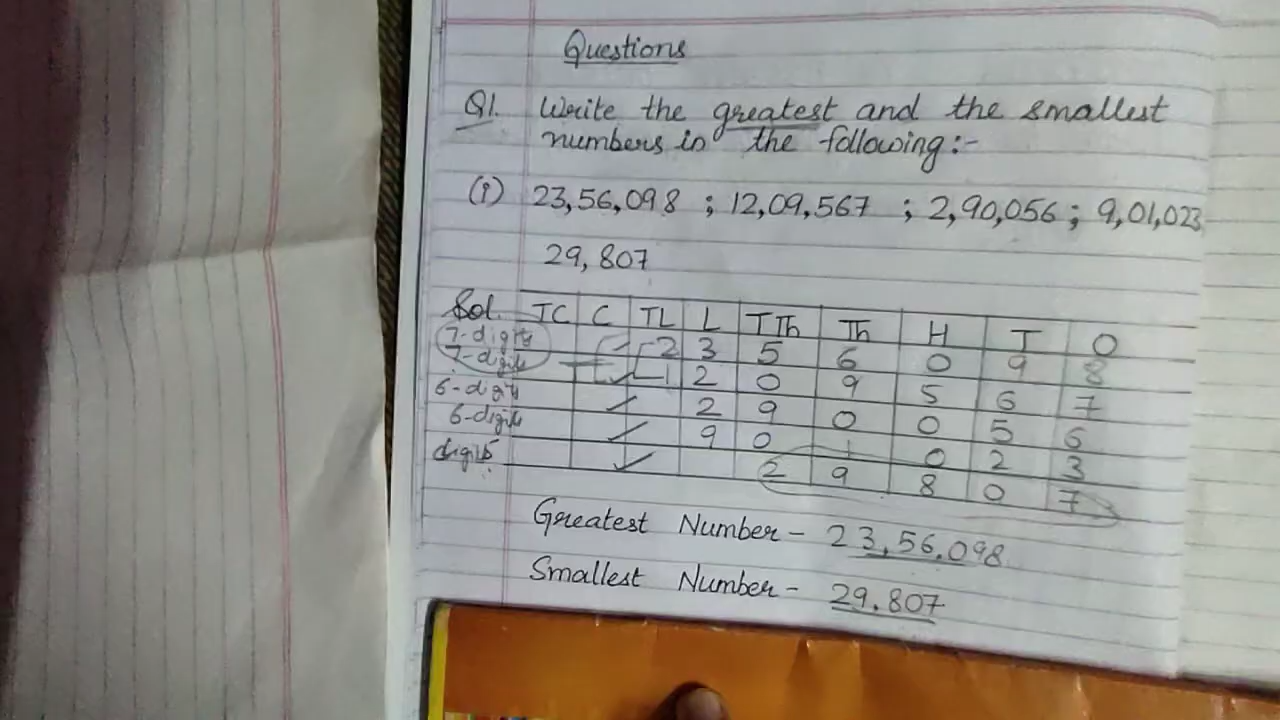 Questions
Q1. Write the greatest and the smallest
numbers in the following:-
(i) 23,56,098 ; 12,09,567 ; 2,90,056 ; 9,01,023
29,807
Sol. TC C TL L TTh Th H T O
7-digits 2 3 5 6 0 9 8
7-digits 1 2 0 9 5 6 7
6-digits 2 9 0 0 5 6
6-digits 9 0 1 0 2 3
digits 2 9 8 0 7
Greatest Number - 23,56,098
Smallest Number - 29,807